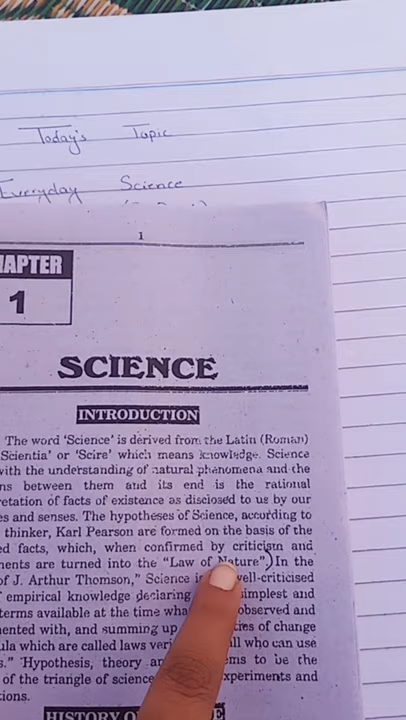 Today's Topic
Everyday Science
1
HAPTER
1
SCIENCE
INTRODUCTION
The word 'Science' is derived from the Latin (Roman)
Scientia' or 'Scire' which means knowledge. Science
with the understanding of natural phenomena and the
ns between them and its end is the rational
retation of facts of existence as disclosed to us by our
es and senses. The hypotheses of Science, according to
thinker, Karl Pearson are formed on the basis of the
ed facts, which, when confirmed by criticism and
ments are turned into the "Law of Nature".) In the
of J. Arthur Thomson," Science is well-criticised
empirical knowledge declaring simplest and
terms available at the time observed and
ented with, and summing up of change
ula which are called laws who can use
s." Hypothesis, theory to be the
of the triangle of science experiments and
ions.
HISTORY